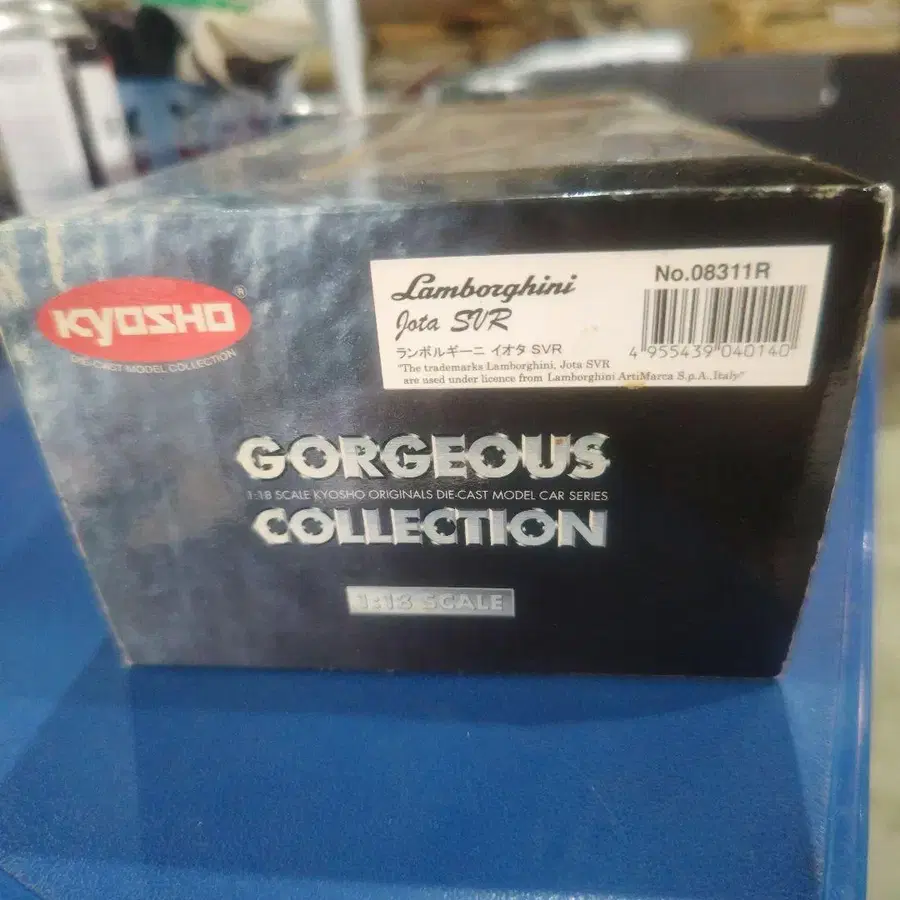 KYOSHO ®
DIE-CAST MODEL COLLECTION
Lamborghini
Jota SVR
ランボルギーニ イオタ SVR
"The trademarks Lamborghini, Jota SVR
are used under licence from Lamborghini ArtiMarca S.p.A.,Italy"
No.08311R
4 955439 040140
GORGEOUS
1:18 SCALE KYOSHO ORIGINALS DIE-CAST MODEL CAR SERIES
COLLECTION
1:18 SCALE